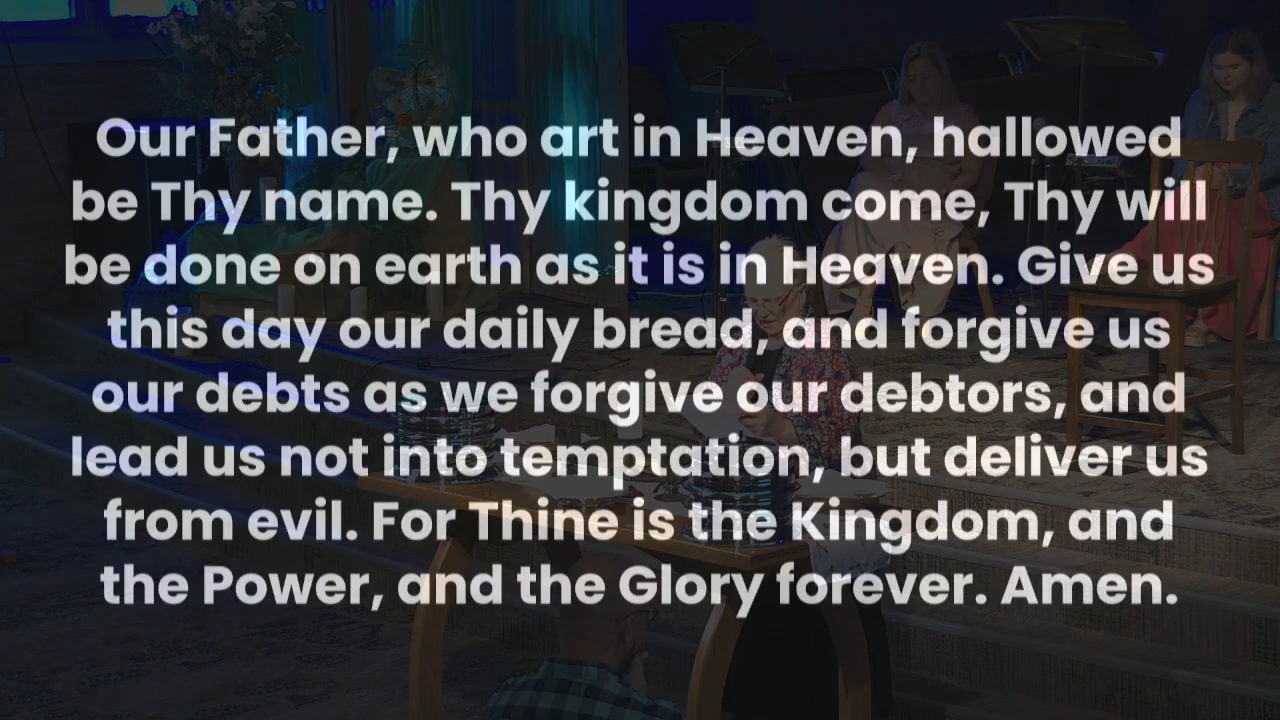 Our Father, who art in Heaven, hallowed
be Thy name. Thy kingdom come, Thy will
be done on earth as it is in Heaven. Give us
this day our daily bread, and forgive us
our debts as we forgive our debtors, and
lead us not into temptation, but deliver us
from evil. For Thine is the Kingdom, and
the Power, and the Glory forever. Amen.